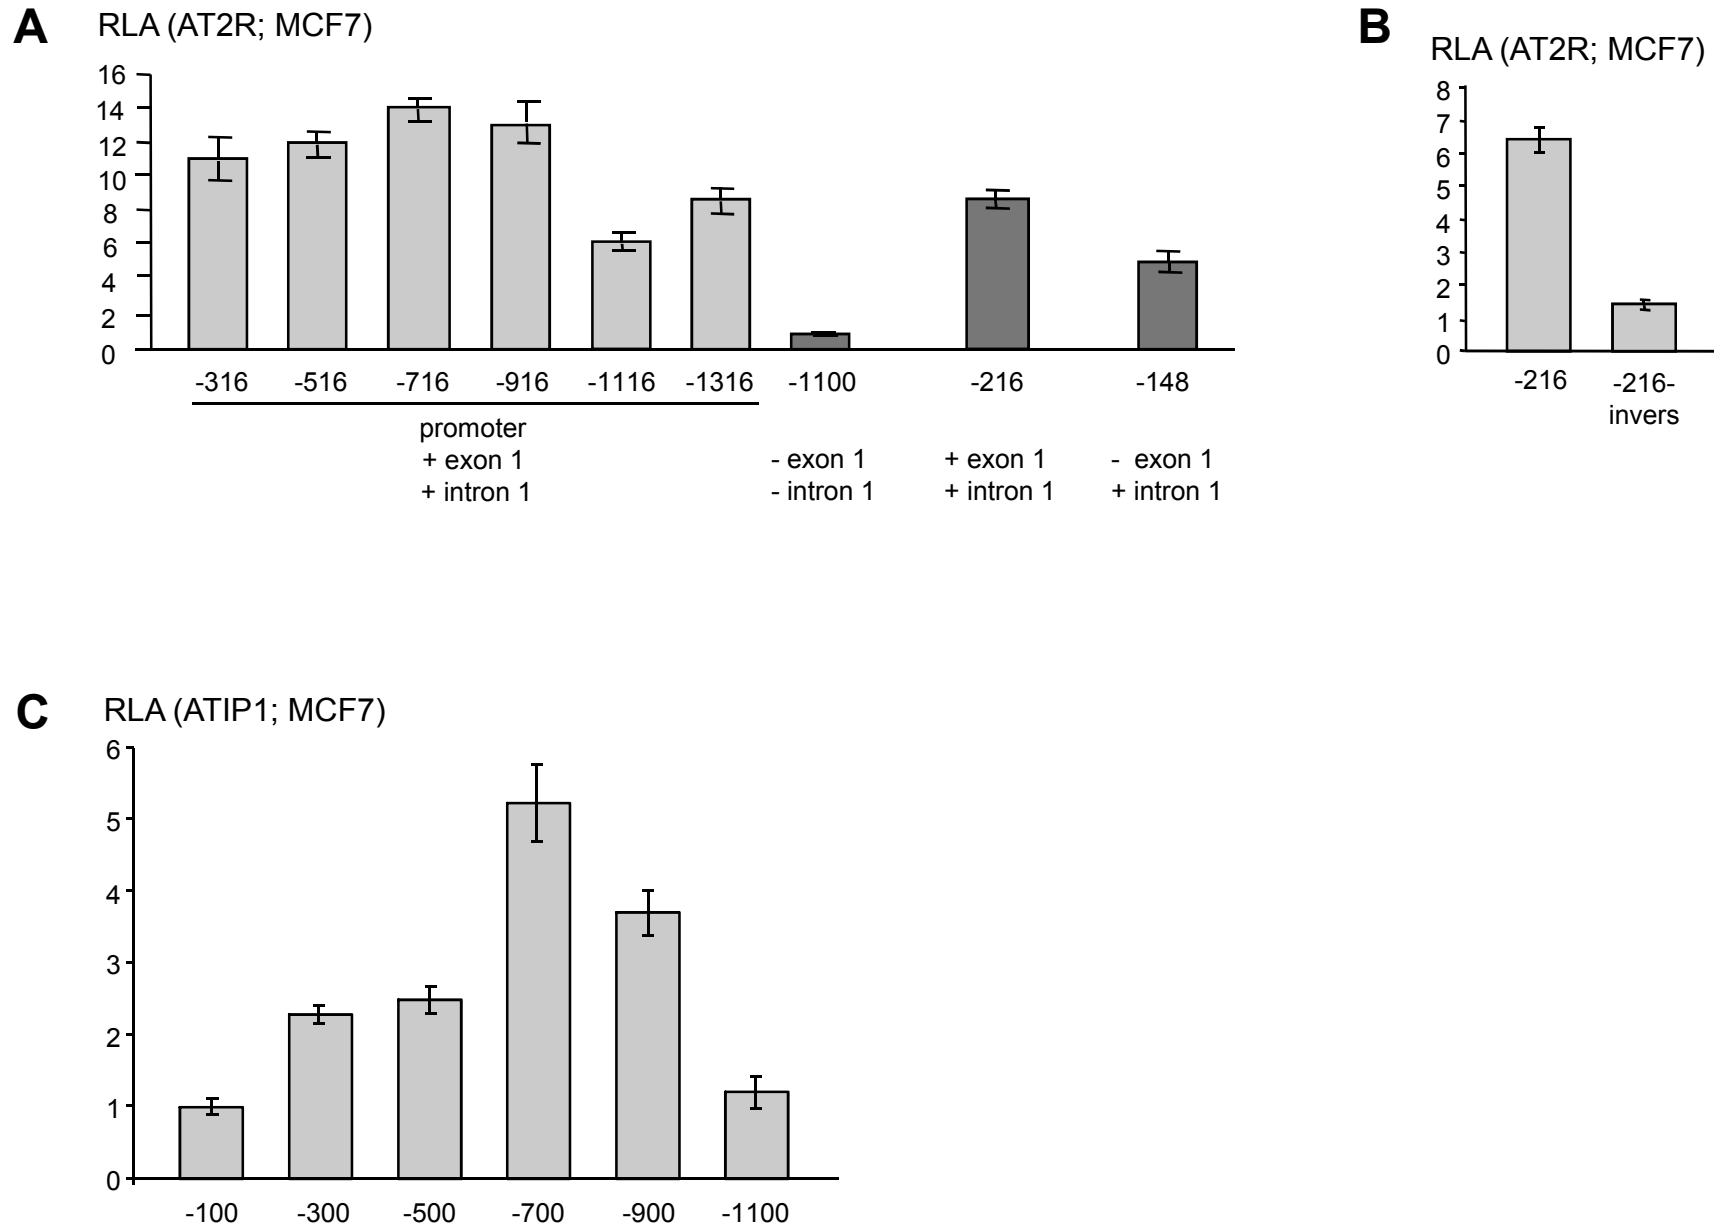 A
RLA (AT2R; MCF7)
16
14
12
10
8
6
4
2
0
-316 -516 -716 -916 -1116 -1316 -1100 -216 -148
promoter
+ exon 1
+ intron 1
- exon 1
- intron 1
+ exon 1
+ intron 1
- exon 1
+ intron 1
B
RLA (AT2R; MCF7)
8
7
6
5
4
3
2
1
0
-216
-216-
invers
C
RLA (ATIP1; MCF7)
6
5
4
3
2
1
0
-100 -300 -500 -700 -900 -1100